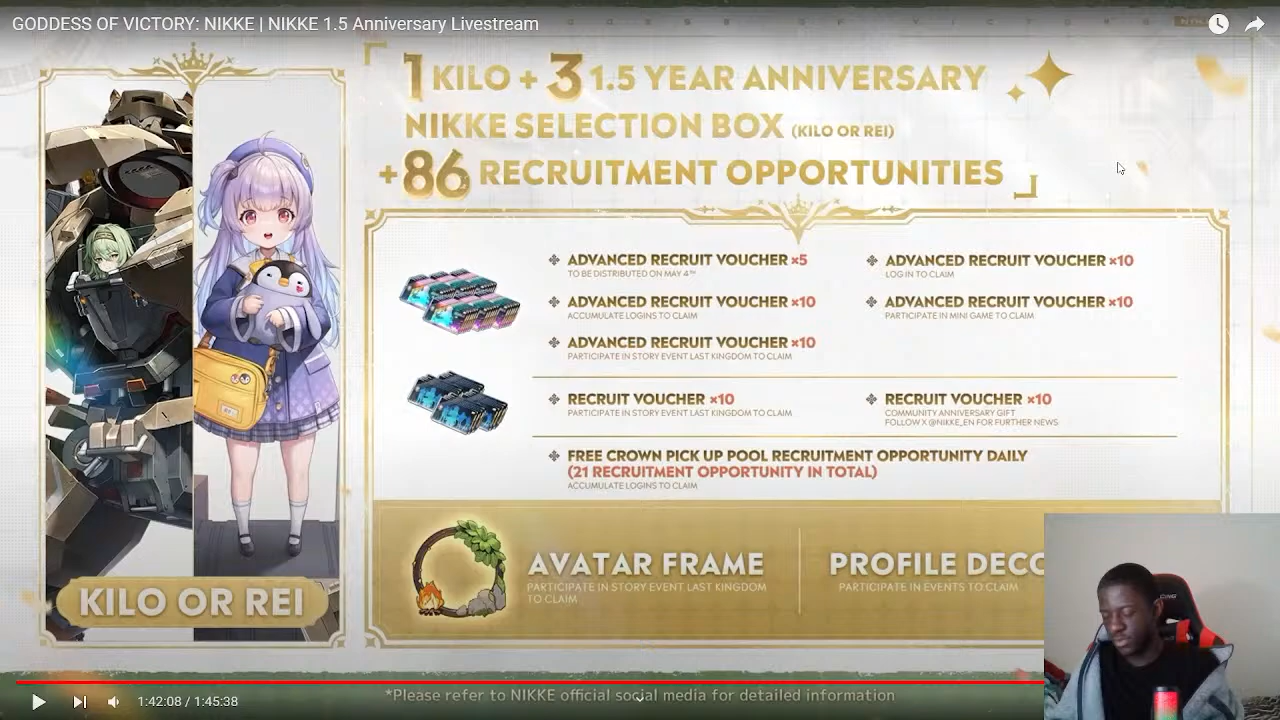 GODDESS OF VICTORY: NIKKE | NIKKE 1.5 Anniversary Livestream
1 KILO + 3 1.5 YEAR ANNIVERSARY
NIKKE SELECTION BOX (KILO OR REI)
+86 RECRUITMENT OPPORTUNITIES
ADVANCED RECRUIT VOUCHER ×5
TO BE DISTRIBUTED ON MAY 4TH
ADVANCED RECRUIT VOUCHER ×10
LOG IN TO CLAIM
ADVANCED RECRUIT VOUCHER ×10
ACCUMULATE LOGINS TO CLAIM
ADVANCED RECRUIT VOUCHER ×10
PARTICIPATE IN MINI GAME TO CLAIM
ADVANCED RECRUIT VOUCHER ×10
PARTICIPATE IN STORY EVENT LAST KINGDOM TO CLAIM
RECRUIT VOUCHER ×10
PARTICIPATE IN STORY EVENT LAST KINGDOM TO CLAIM
RECRUIT VOUCHER ×10
COMMUNITY ANNIVERSARY GIFT
FOLLOW X @NIKKE_EN FOR FURTHER NEWS
FREE CROWN PICK UP POOL RECRUITMENT OPPORTUNITY DAILY
(21 RECRUITMENT OPPORTUNITY IN TOTAL)
ACCUMULATE LOGINS TO CLAIM
KILO OR REI
AVATAR FRAME
PARTICIPATE IN STORY EVENT LAST KINGDOM
TO CLAIM
PROFILE DECO
PARTICIPATE IN EVENTS TO CLAIM
*Please refer to NIKKE official social media for detailed information
1:42:08 / 1:45:38